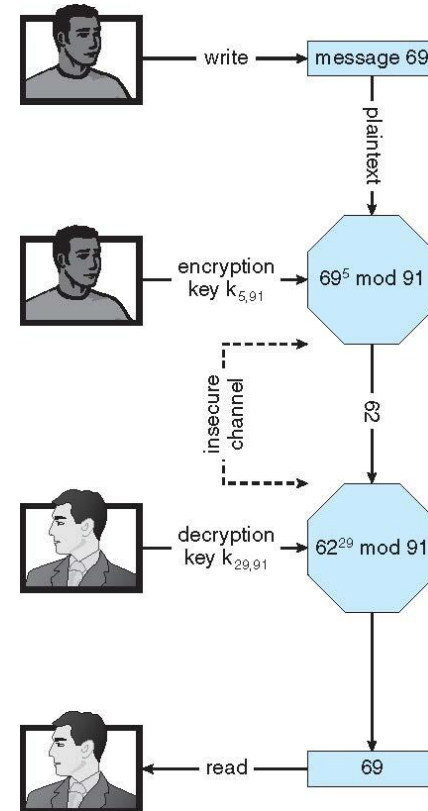 write
message 69
plaintext
encryption
key k5,91
69⁵ mod 91
insecure
channel
62
decryption
key k29,91
62²⁹ mod 91
read
69